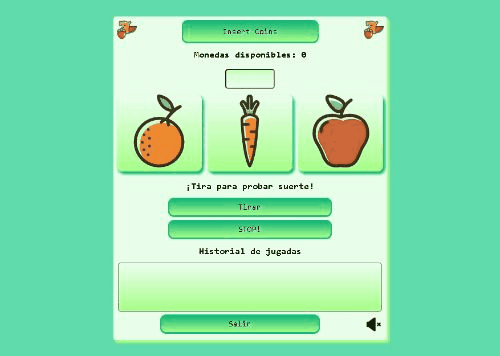 Insert Coins
Monedas disponibles: 0
¡Tira para probar suerte!
Tirar
STOP!
Historial de jugadas
Salir